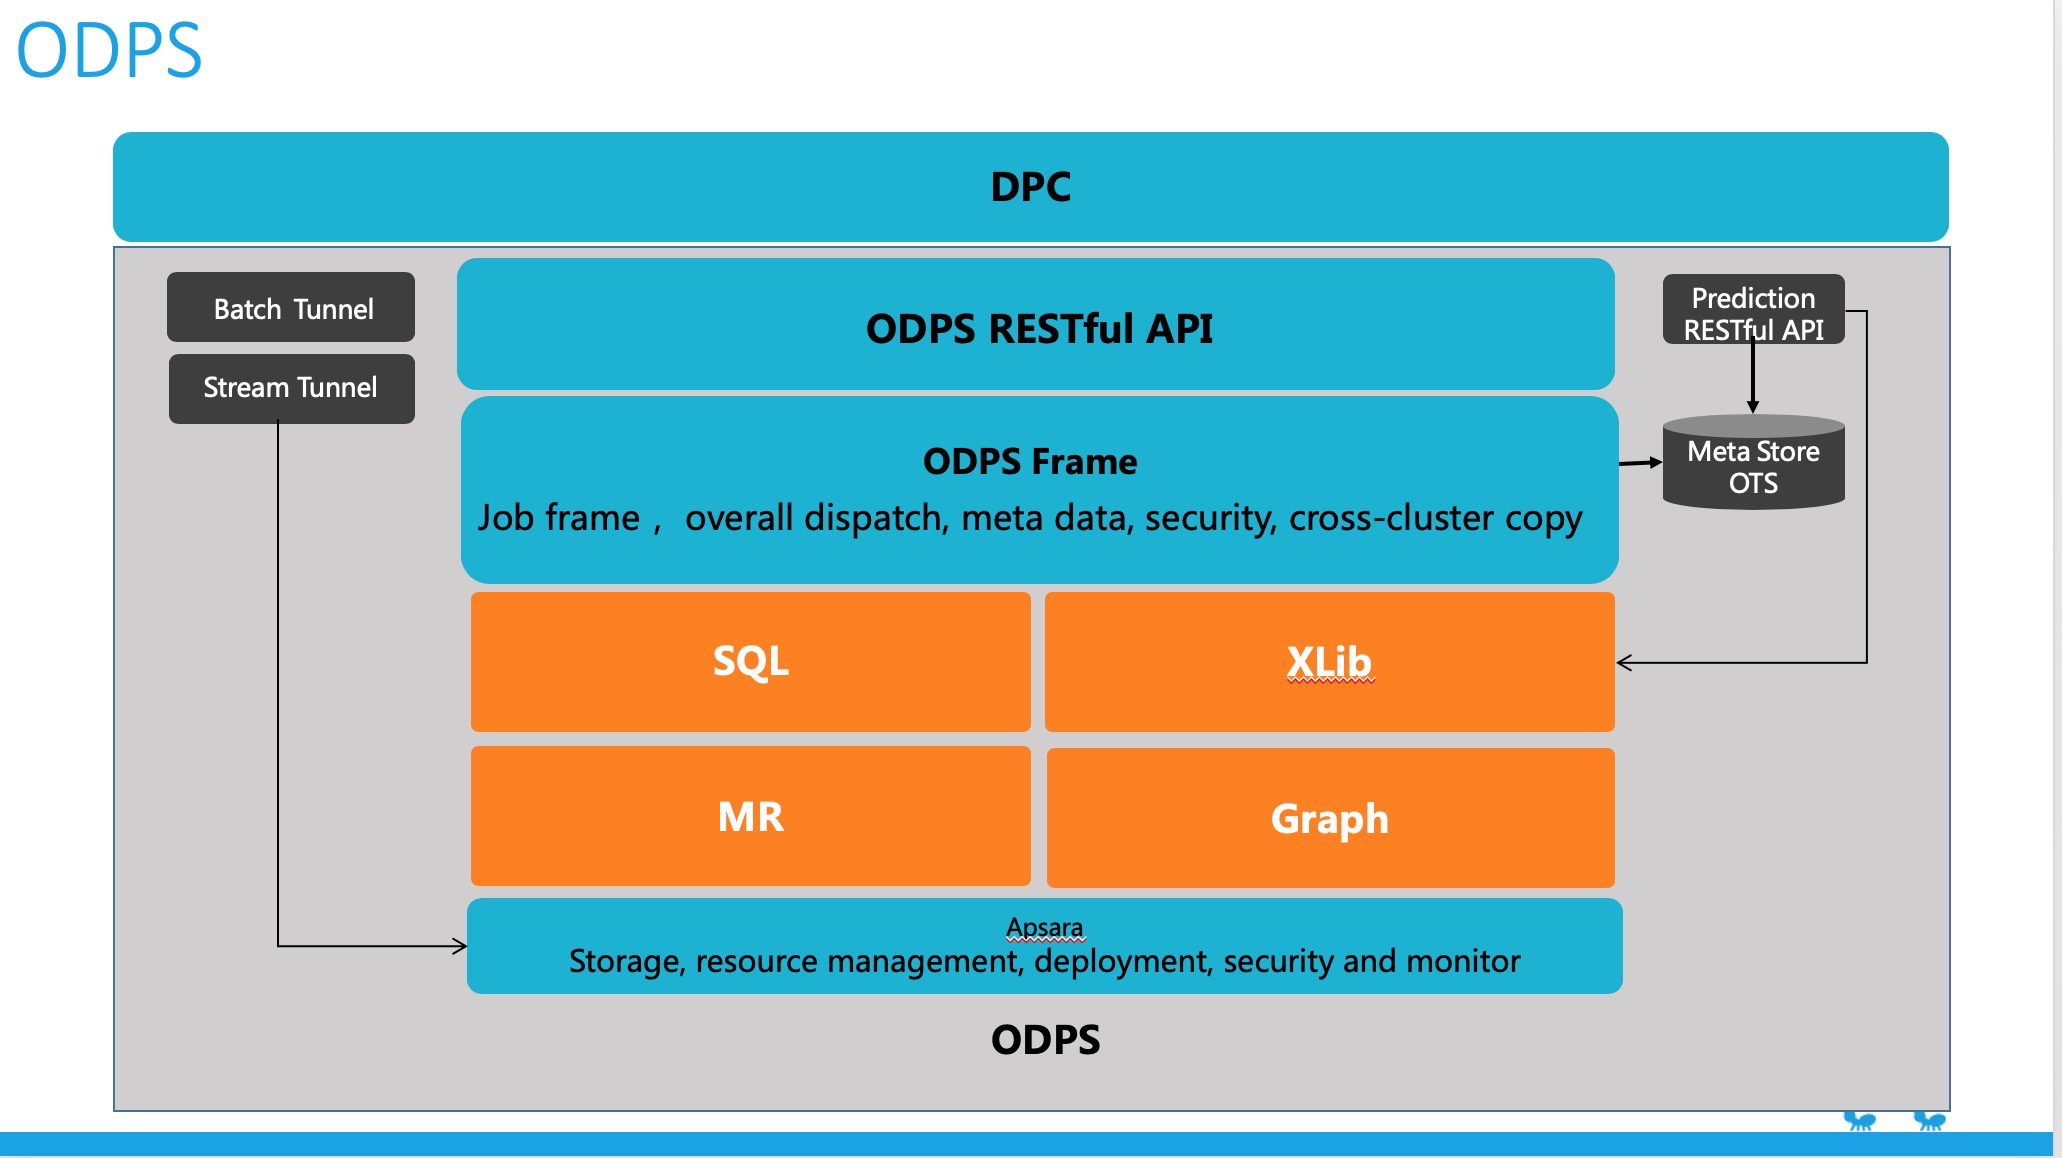 ODPS
DPC
Batch Tunnel
Stream Tunnel
ODPS RESTful API
Prediction
RESTful API
ODPS Frame
Job frame ， overall dispatch, meta data, security, cross-cluster copy
Meta Store
OTS
SQL
XLib
MR
Graph
Apsara
Storage, resource management, deployment, security and monitor
ODPS